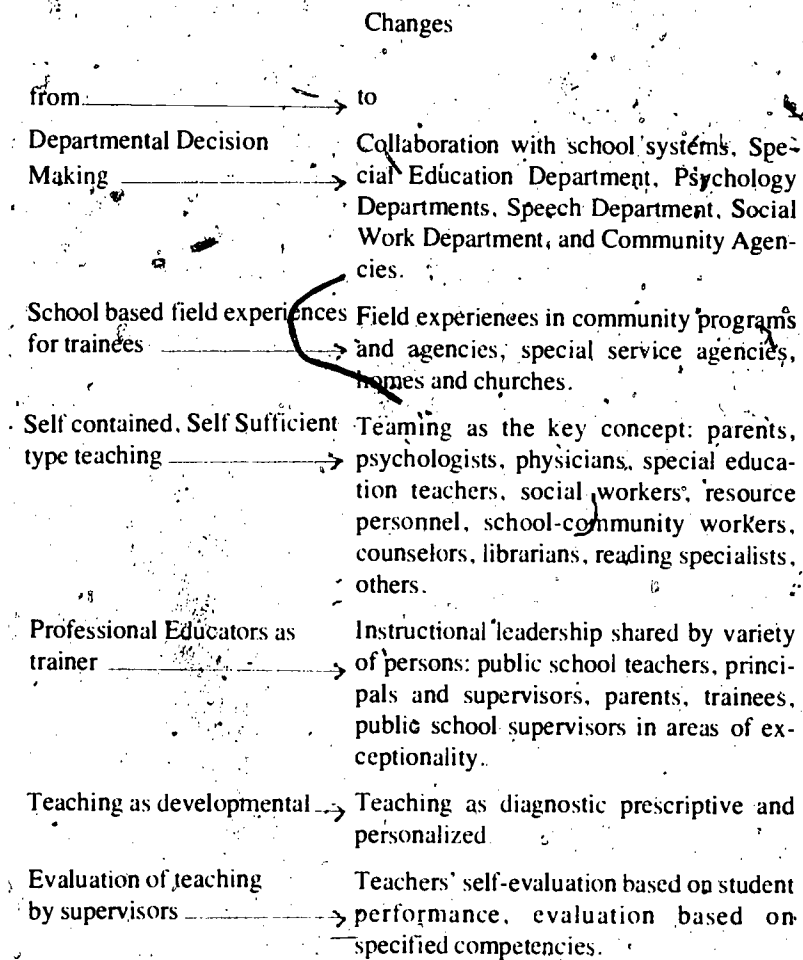 Changes
from → to
Departmental Decision
Making → Collaboration with school systems, Spe-
cial Education Department, Psychology
Departments, Speech Department, Social
Work Department, and Community Agen-
cies.
School based field experiences
for trainees → Field experiences in community programs
and agencies, special service agencies,
homes and churches.
Self contained, Self Sufficient
type teaching → Teaming as the key concept: parents,
psychologists, physicians, special educa-
tion teachers, social workers, resource
personnel, school-community workers,
counselors, librarians, reading specialists,
others.
Professional Educators as
trainer → Instructional leadership shared by variety
of persons: public school teachers, princi-
pals and supervisors, parents, trainees,
public school supervisors in areas of ex-
ceptionality.
Teaching as developmental → Teaching as diagnostic prescriptive and
personalized
Evaluation of teaching
by supervisors → Teachers' self-evaluation based on student
performance, evaluation based on
specified competencies.